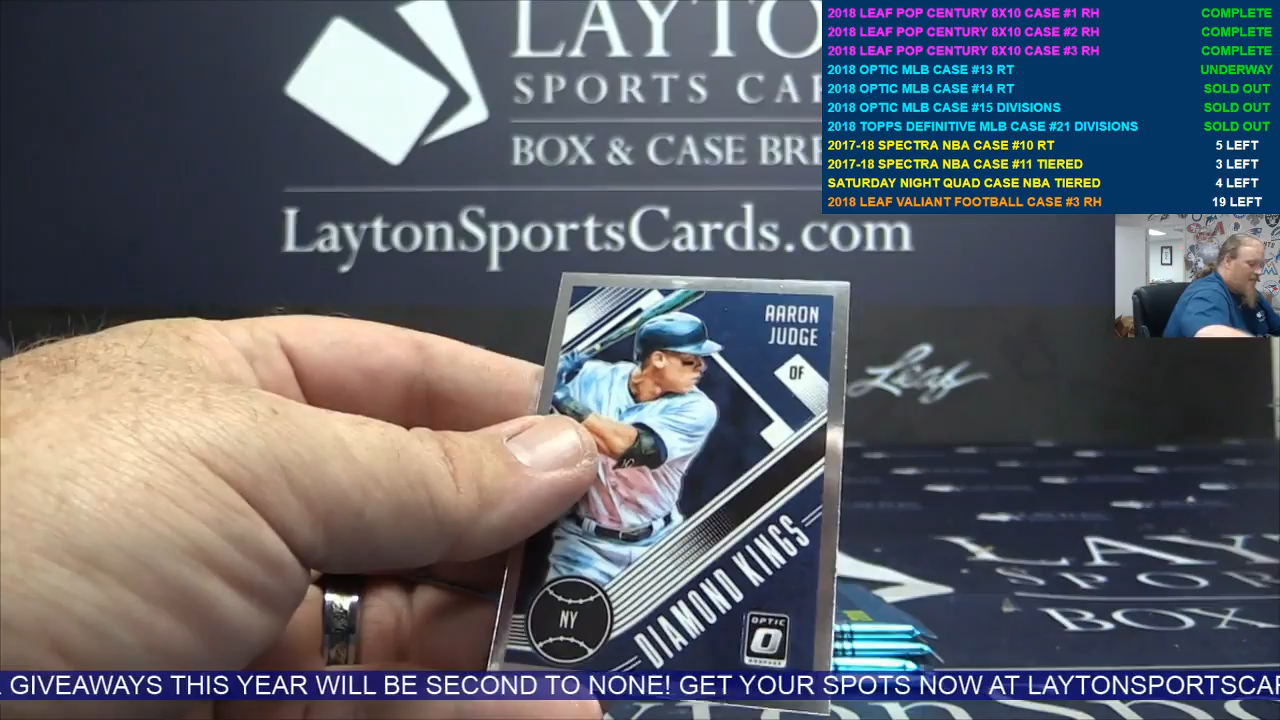 LAYTO
SPORTS CAR
BOX & CASE BRE
LaytonSportsCards.com
2018 LEAF POP CENTURY 8X10 CASE #1 RH COMPLETE
2018 LEAF POP CENTURY 8X10 CASE #2 RH COMPLETE
2018 LEAF POP CENTURY 8X10 CASE #3 RH COMPLETE
2018 OPTIC MLB CASE #13 RT UNDERWAY
2018 OPTIC MLB CASE #14 RT SOLD OUT
2018 OPTIC MLB CASE #15 DIVISIONS SOLD OUT
2018 TOPPS DEFINITIVE MLB CASE #21 DIVISIONS SOLD OUT
2017-18 SPECTRA NBA CASE #10 RT 5 LEFT
2017-18 SPECTRA NBA CASE #11 TIERED 3 LEFT
SATURDAY NIGHT QUAD CASE NBA TIERED 4 LEFT
2018 LEAF VALIANT FOOTBALL CASE #3 RH 19 LEFT
AARON
JUDGE
OF
Leaf
NY
DIAMOND KINGS
OPTIC
LAY
SPO
BOX
GIVEAWAYS THIS YEAR WILL BE SECOND TO NONE! GET YOUR SPOTS NOW AT LAYTONSPORTSCAR